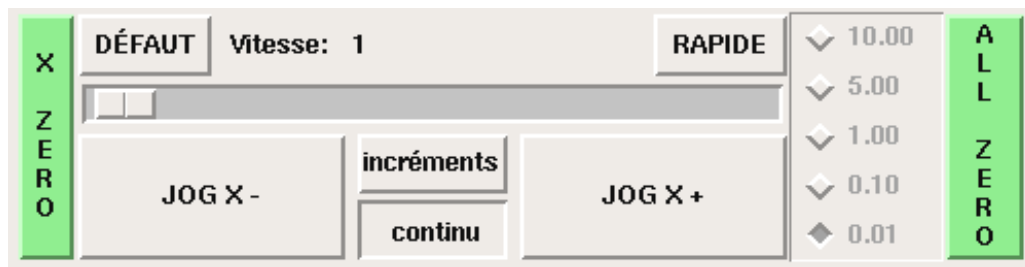 X ZERO
DÉFAUT
Vitesse: 1
RAPIDE
JOG X -
incréments
continu
JOG X +
10.00
5.00
1.00
0.10
0.01
ALL ZERO